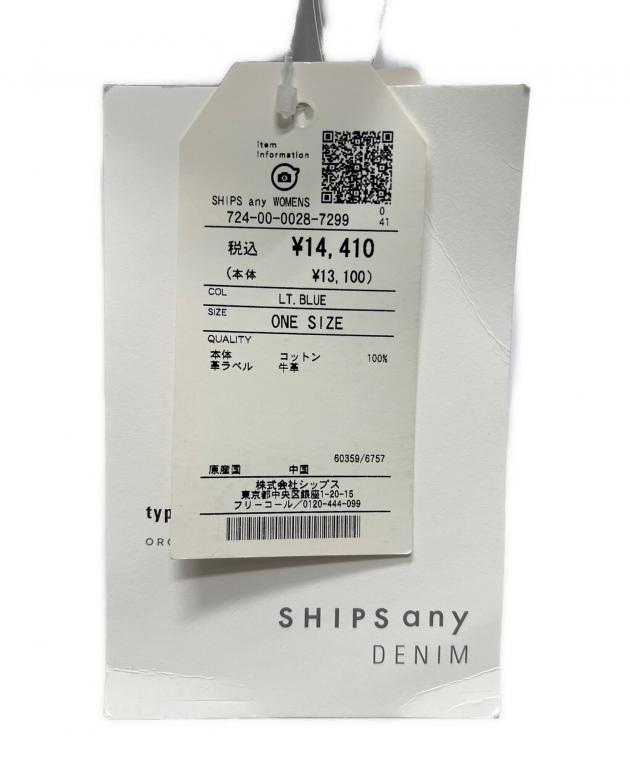 item
information
SHIPS any WOMENS
724-00-0028-7299
0
41
税込 ¥14,410
(本体 ¥13,100)
COL LT.BLUE
SIZE ONE SIZE
QUALITY
本体 コットン 100%
革ラベル 牛革
60359/6757
原産国 中国
株式会社シップス
東京都中央区銀座1-20-15
フリーコール/0120-444-099
typ
ORG
SHIPS any
DENIM